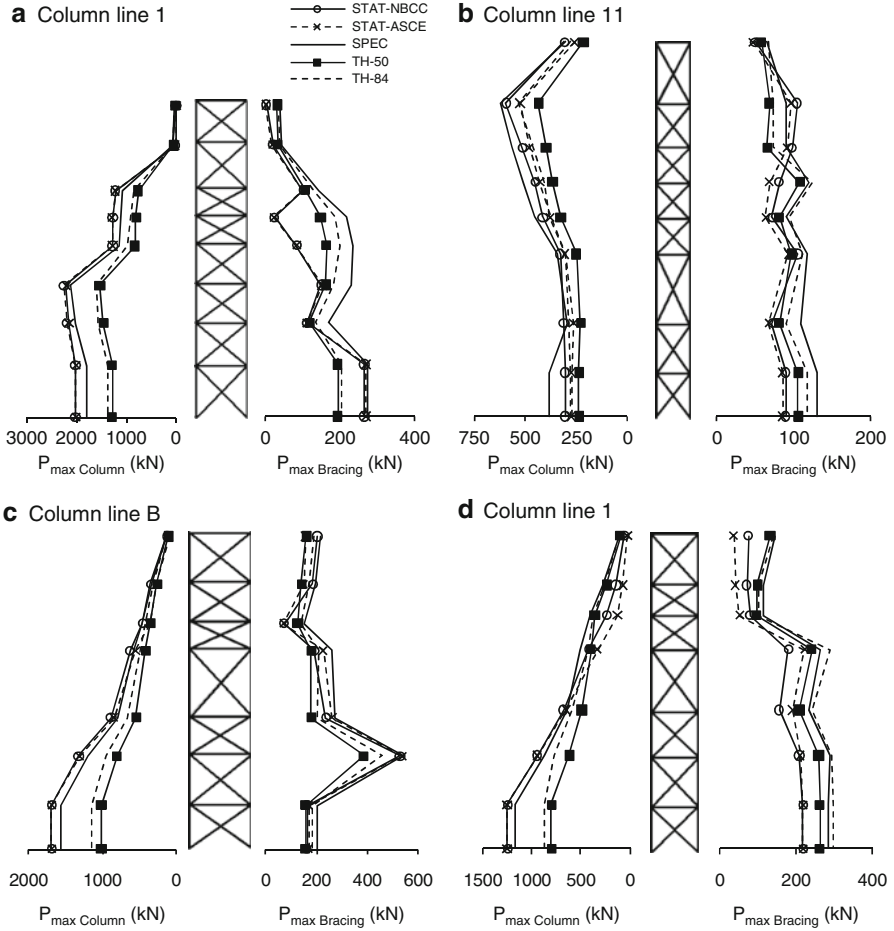 a Column line 1
STAT-NBCC
STAT-ASCE
SPEC
TH-50
TH-84
b Column line 11
3000 2000 1000 0
P max Column (kN)
0 200 400
P max Bracing (kN)
750 500 250 0
P max Column (kN)
0 100 200
P max Bracing (kN)
c Column line B
d Column line 1
2000 1000 0
P max Column (kN)
0 200 400 600
P max Bracing (kN)
1500 1000 500 0
P max Column (kN)
0 200 400
P max Bracing (kN)